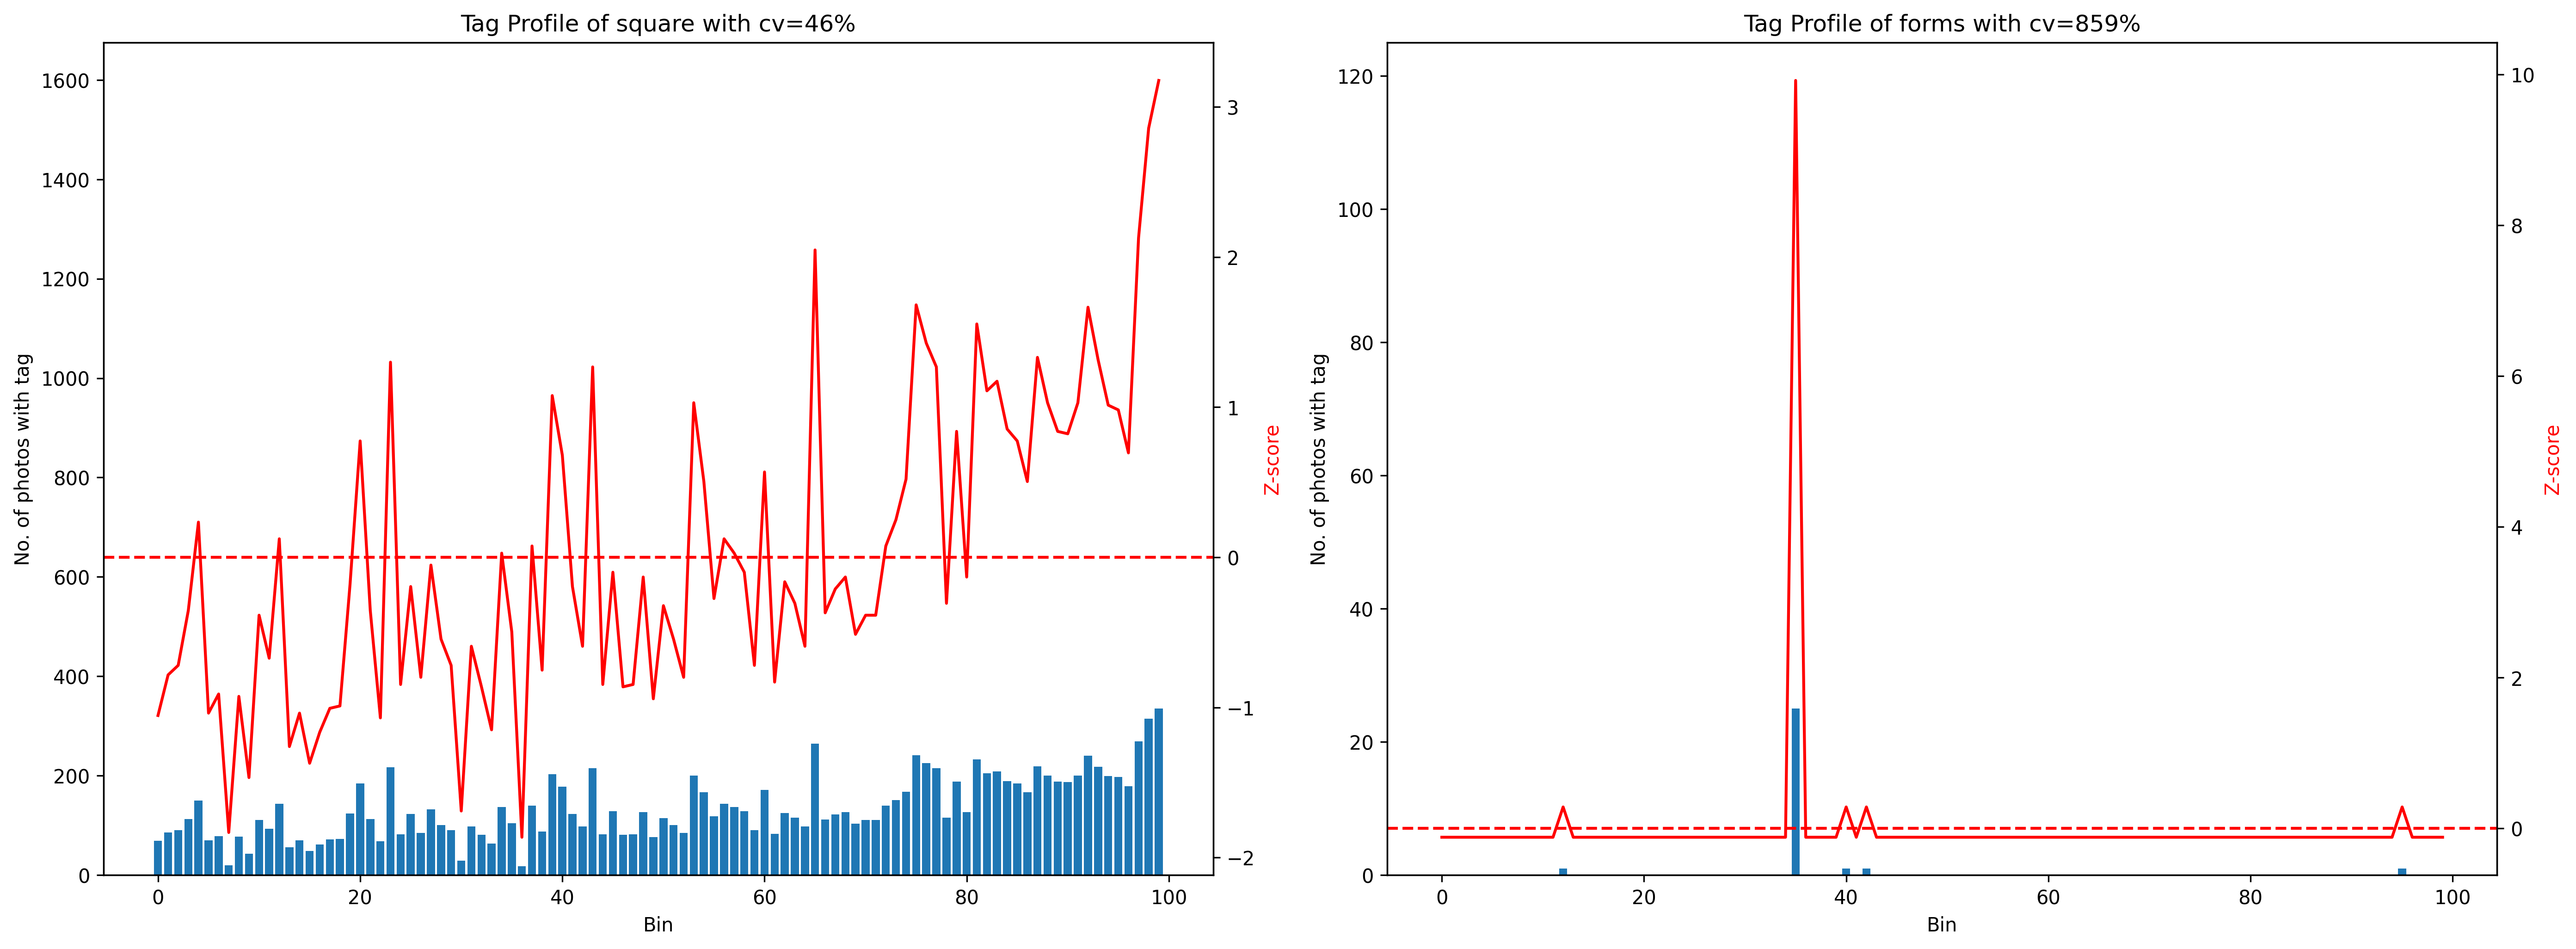 Tag Profile of square with cv=46%
1600
1400
1200
1000
800
600
400
200
0
No. of photos with tag
0 20 40 60 80 100
Bin
3
2
1
0
−1
−2
Z-score
Tag Profile of forms with cv=859%
120
100
80
60
40
20
0
No. of photos with tag
0 20 40 60 80 100
Bin
10
8
6
4
2
0
Z-score